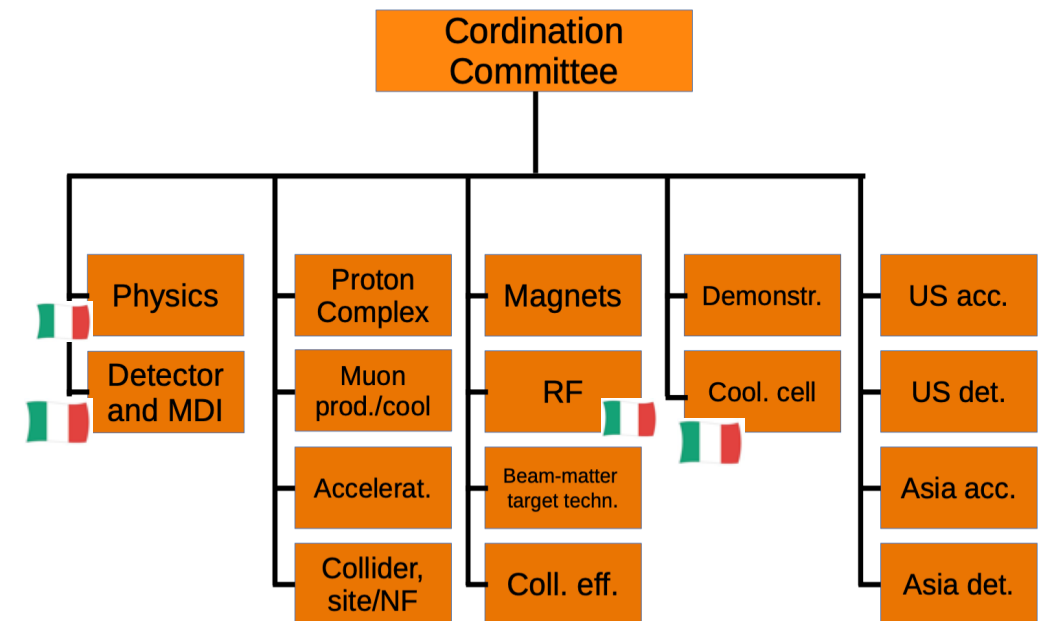 Cordination
Committee
Physics
Detector
and MDI
Proton
Complex
Muon
prod./cool
Accelerat.
Collider,
site/NF
Magnets
RF
Beam-matter
target techn.
Coll. eff.
Demonstr.
Cool. cell
US acc.
US det.
Asia acc.
Asia det.